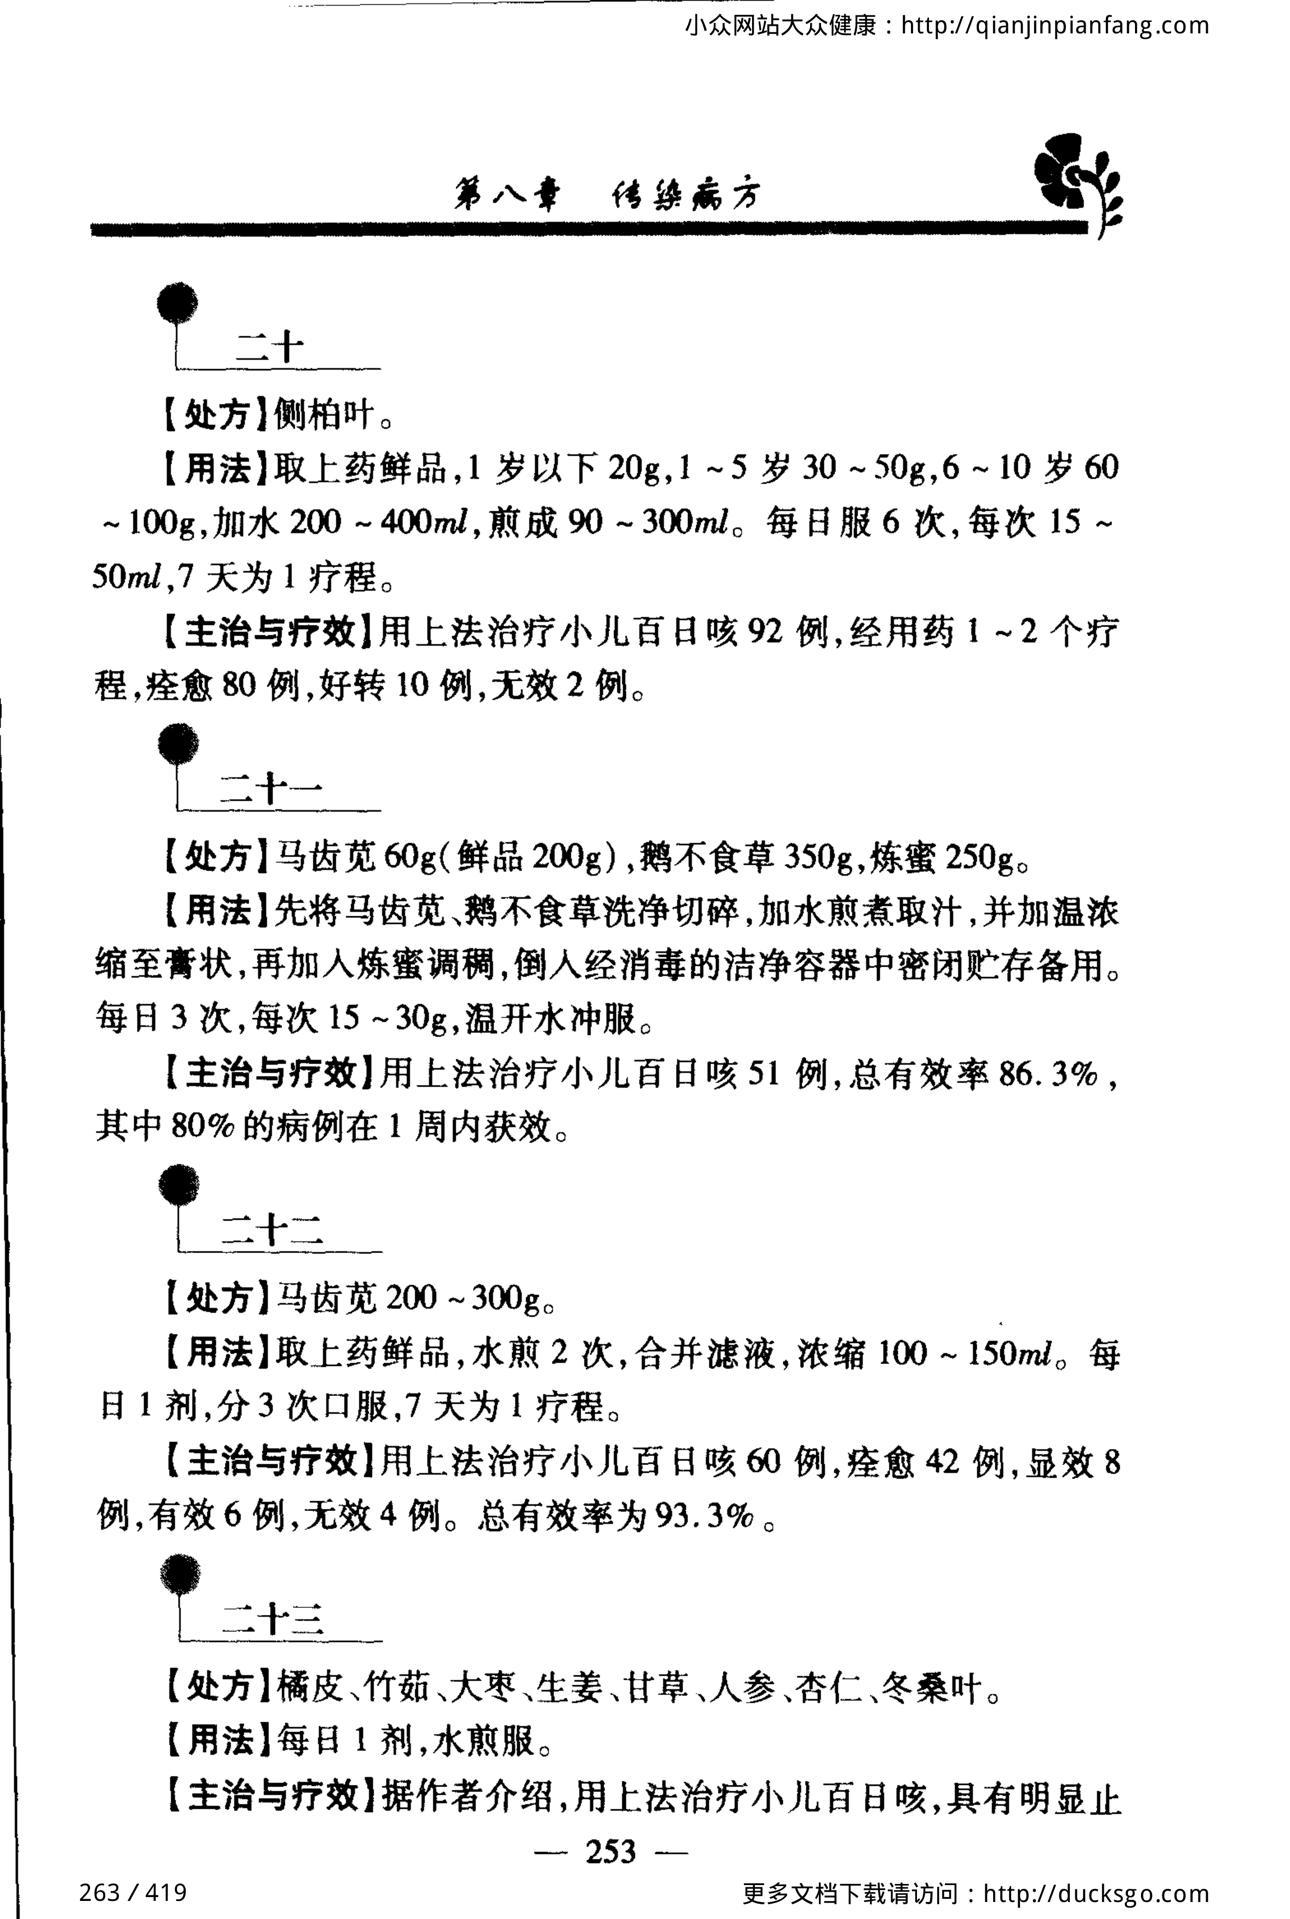 小众网站大众健康：http://qianjinpianfang.com
第八章 传染病方
二十
【处方】侧柏叶。
【用法】取上药鲜品,1 岁以下 20g,1 ~ 5 岁 30 ~ 50g,6 ~ 10 岁 60
~ 100g,加水 200 ~ 400ml,煎成 90 ~ 300ml。每日服 6 次,每次 15 ~
50ml,7 天为 1 疗程。
【主治与疗效】用上法治疗小儿百日咳 92 例,经用药 1 ~ 2 个疗
程,痊愈 80 例,好转 10 例,无效 2 例。
二十一
【处方】马齿苋 60g(鲜品 200g),鹅不食草 350g,炼蜜 250g。
【用法】先将马齿苋、鹅不食草洗净切碎,加水煎煮取汁,并加温浓
缩至膏状,再加入炼蜜调稠,倒入经消毒的洁净容器中密闭贮存备用。
每日 3 次,每次 15 ~ 30g,温开水冲服。
【主治与疗效】用上法治疗小儿百日咳 51 例,总有效率 86.3%,
其中 80% 的病例在 1 周内获效。
二十二
【处方】马齿苋 200 ~ 300g。
【用法】取上药鲜品,水煎 2 次,合并滤液,浓缩 100 ~ 150ml。每
日 1 剂,分 3 次口服,7 天为 1 疗程。
【主治与疗效】用上法治疗小儿百日咳 60 例,痊愈 42 例,显效 8
例,有效 6 例,无效 4 例。总有效率为 93.3%。
二十三
【处方】橘皮、竹茹、大枣、生姜、甘草、人参、杏仁、冬桑叶。
【用法】每日 1 剂,水煎服。
【主治与疗效】据作者介绍,用上法治疗小儿百日咳,具有明显止
— 253 —
263 / 419
更多文档下载请访问：http://ducksgo.com